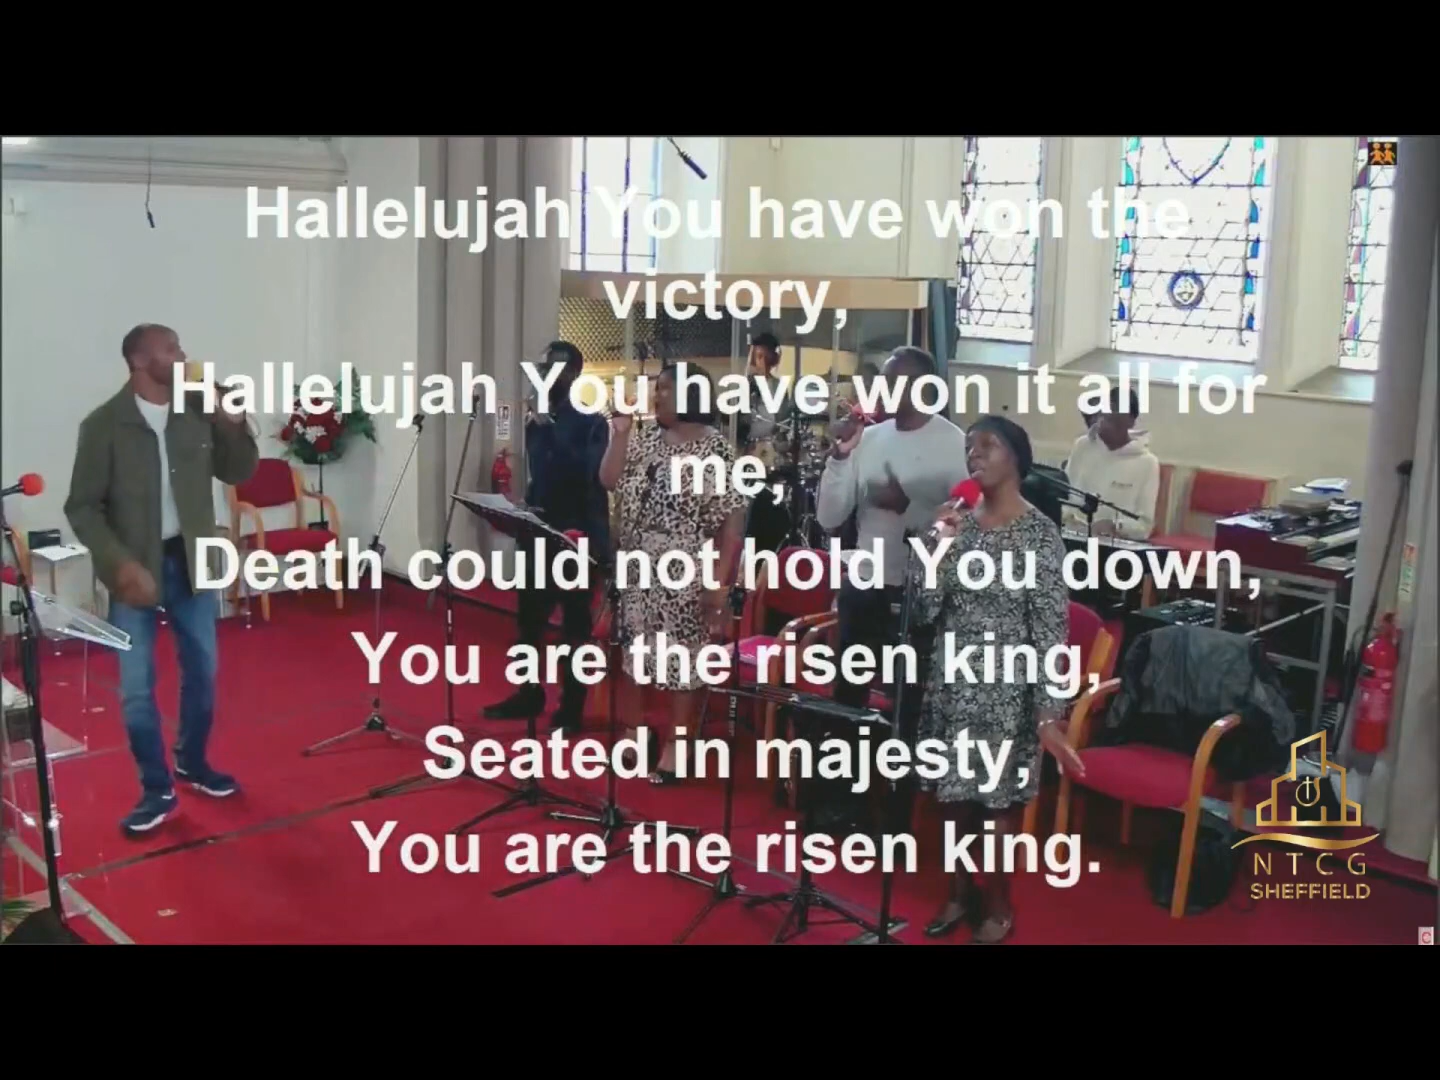 Hallelujah You have won the
victory,
Hallelujah You have won it all for
me,
Death could not hold You down,
You are the risen king,
Seated in majesty,
You are the risen king.
NTCG
SHEFFIELD